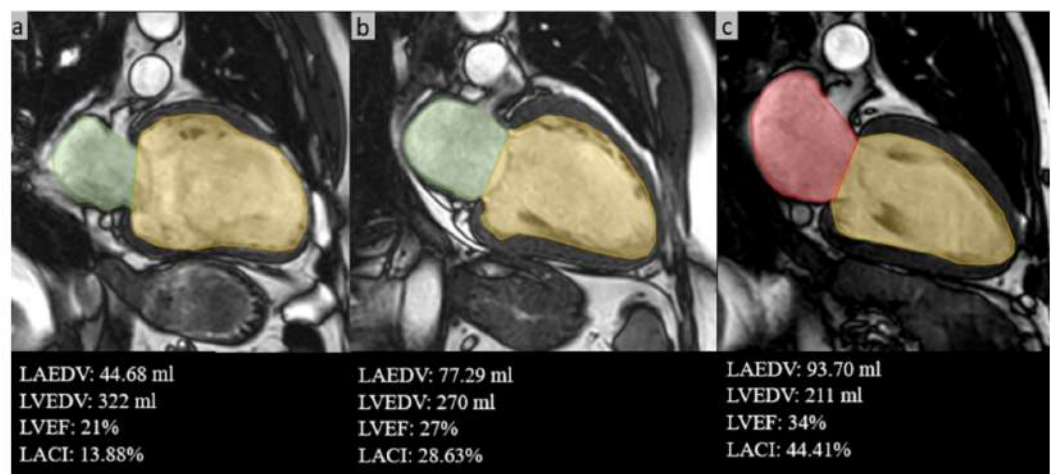 a
LAEDV: 44.68 ml
LVEDV: 322 ml
LVEF: 21%
LACI: 13.88%
b
LAEDV: 77.29 ml
LVEDV: 270 ml
LVEF: 27%
LACI: 28.63%
c
LAEDV: 93.70 ml
LVEDV: 211 ml
LVEF: 34%
LACI: 44.41%